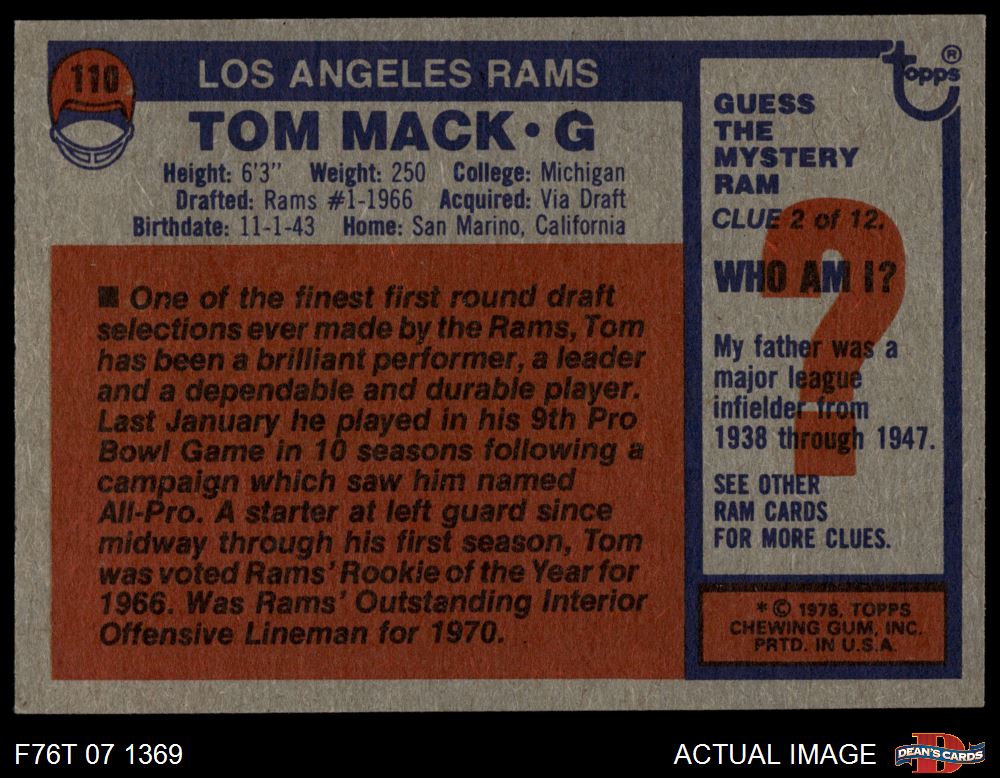 110
LOS ANGELES RAMS
TOM MACK • G
Height: 6'3" Weight: 250 College: Michigan
Drafted: Rams #1-1966 Acquired: Via Draft
Birthdate: 11-1-43 Home: San Marino, California
■ One of the finest first round draft
selections ever made by the Rams, Tom
has been a brilliant performer, a leader
and a dependable and durable player.
Last January he played in his 9th Pro
Bowl Game in 10 seasons following a
campaign which saw him named
All-Pro. A starter at left guard since
midway through his first season, Tom
was voted Rams' Rookie of the Year for
1966. Was Rams' Outstanding Interior
Offensive Lineman for 1970.
topps ®
GUESS
THE
MYSTERY
RAM
CLUE 2 of 12.
WHO AM I?
My father was a
major league
infielder from
1938 through 1947.
SEE OTHER
RAM CARDS
FOR MORE CLUES.
* © 1976, TOPPS
CHEWING GUM, INC.
PRTD. IN U.S.A.
F76T 07 1369
ACTUAL IMAGE
DEAN'S CARDS